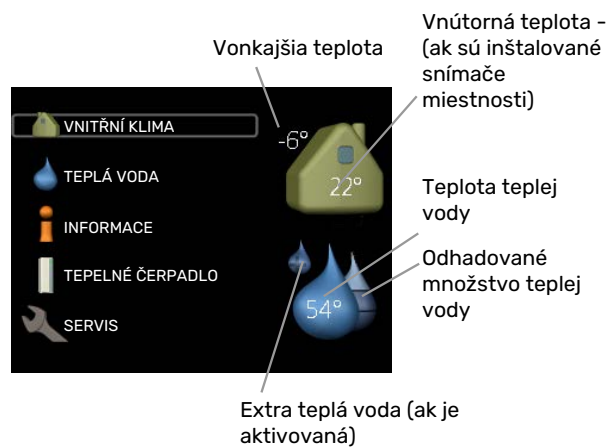 Vonkajšia teplota
Vnútorná teplota -
(ak sú inštalované
snímače
miestnosti)
VNITŘNÍ KLIMA
TEPLÁ VODA
INFORMACE
TEPELNÉ ČERPADLO
SERVIS
-6°
22°
54°
Teplota teplej
vody
Odhadované
množstvo teplej
vody
Extra teplá voda (ak je
aktivovaná)